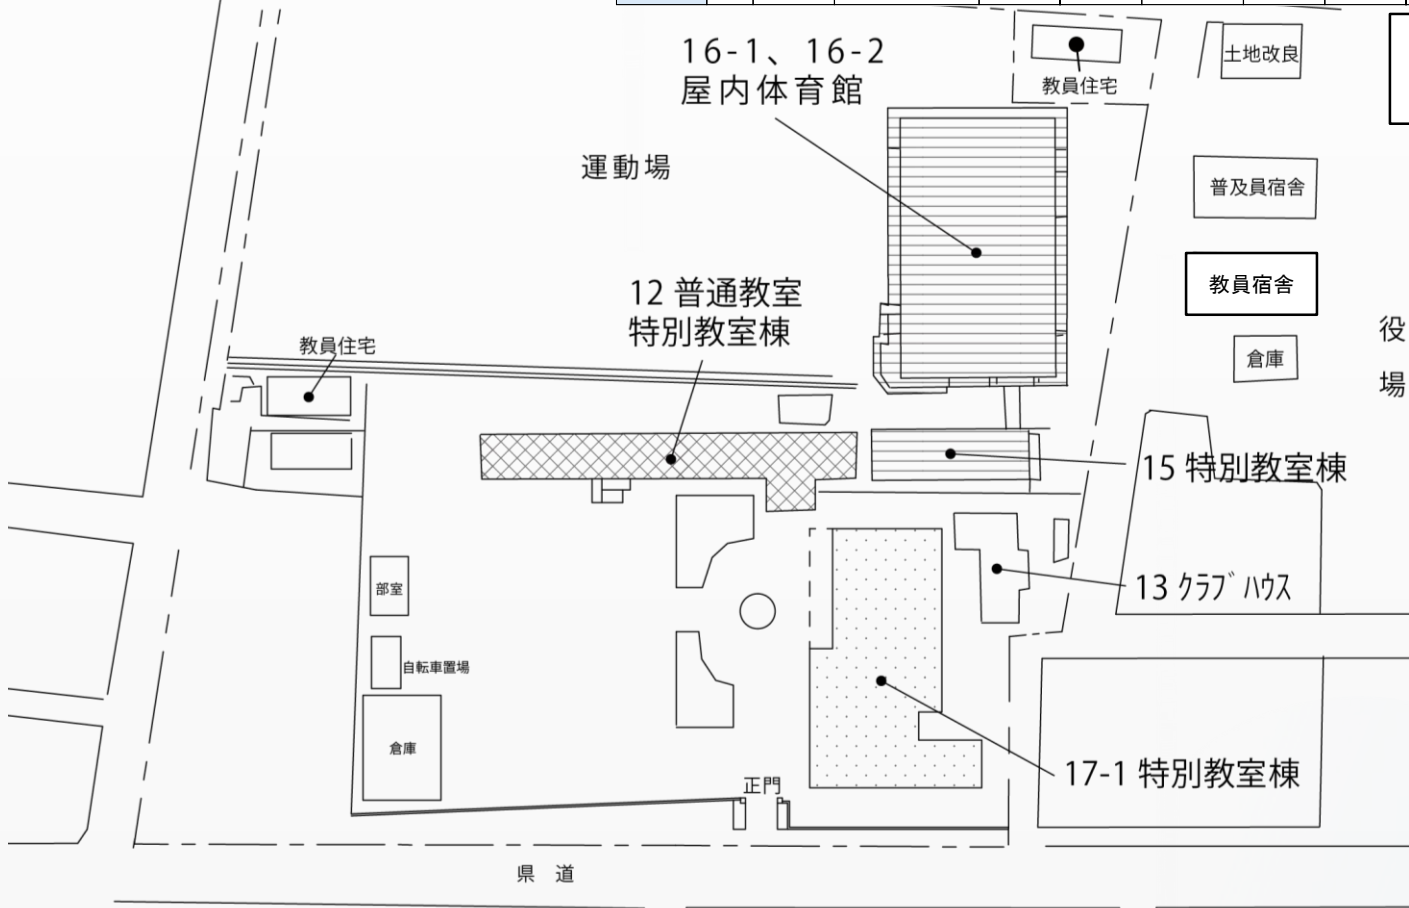 16-1、16-2
屋内体育館
土地改良
教員住宅
運動場
普及員宿舎
教員宿舎
12 普通教室
特別教室棟
役
場
教員住宅
倉庫
15 特別教室棟
13 ｸﾗﾌﾞﾊｳｽ
部室
自転車置場
倉庫
17-1 特別教室棟
正門
県　道